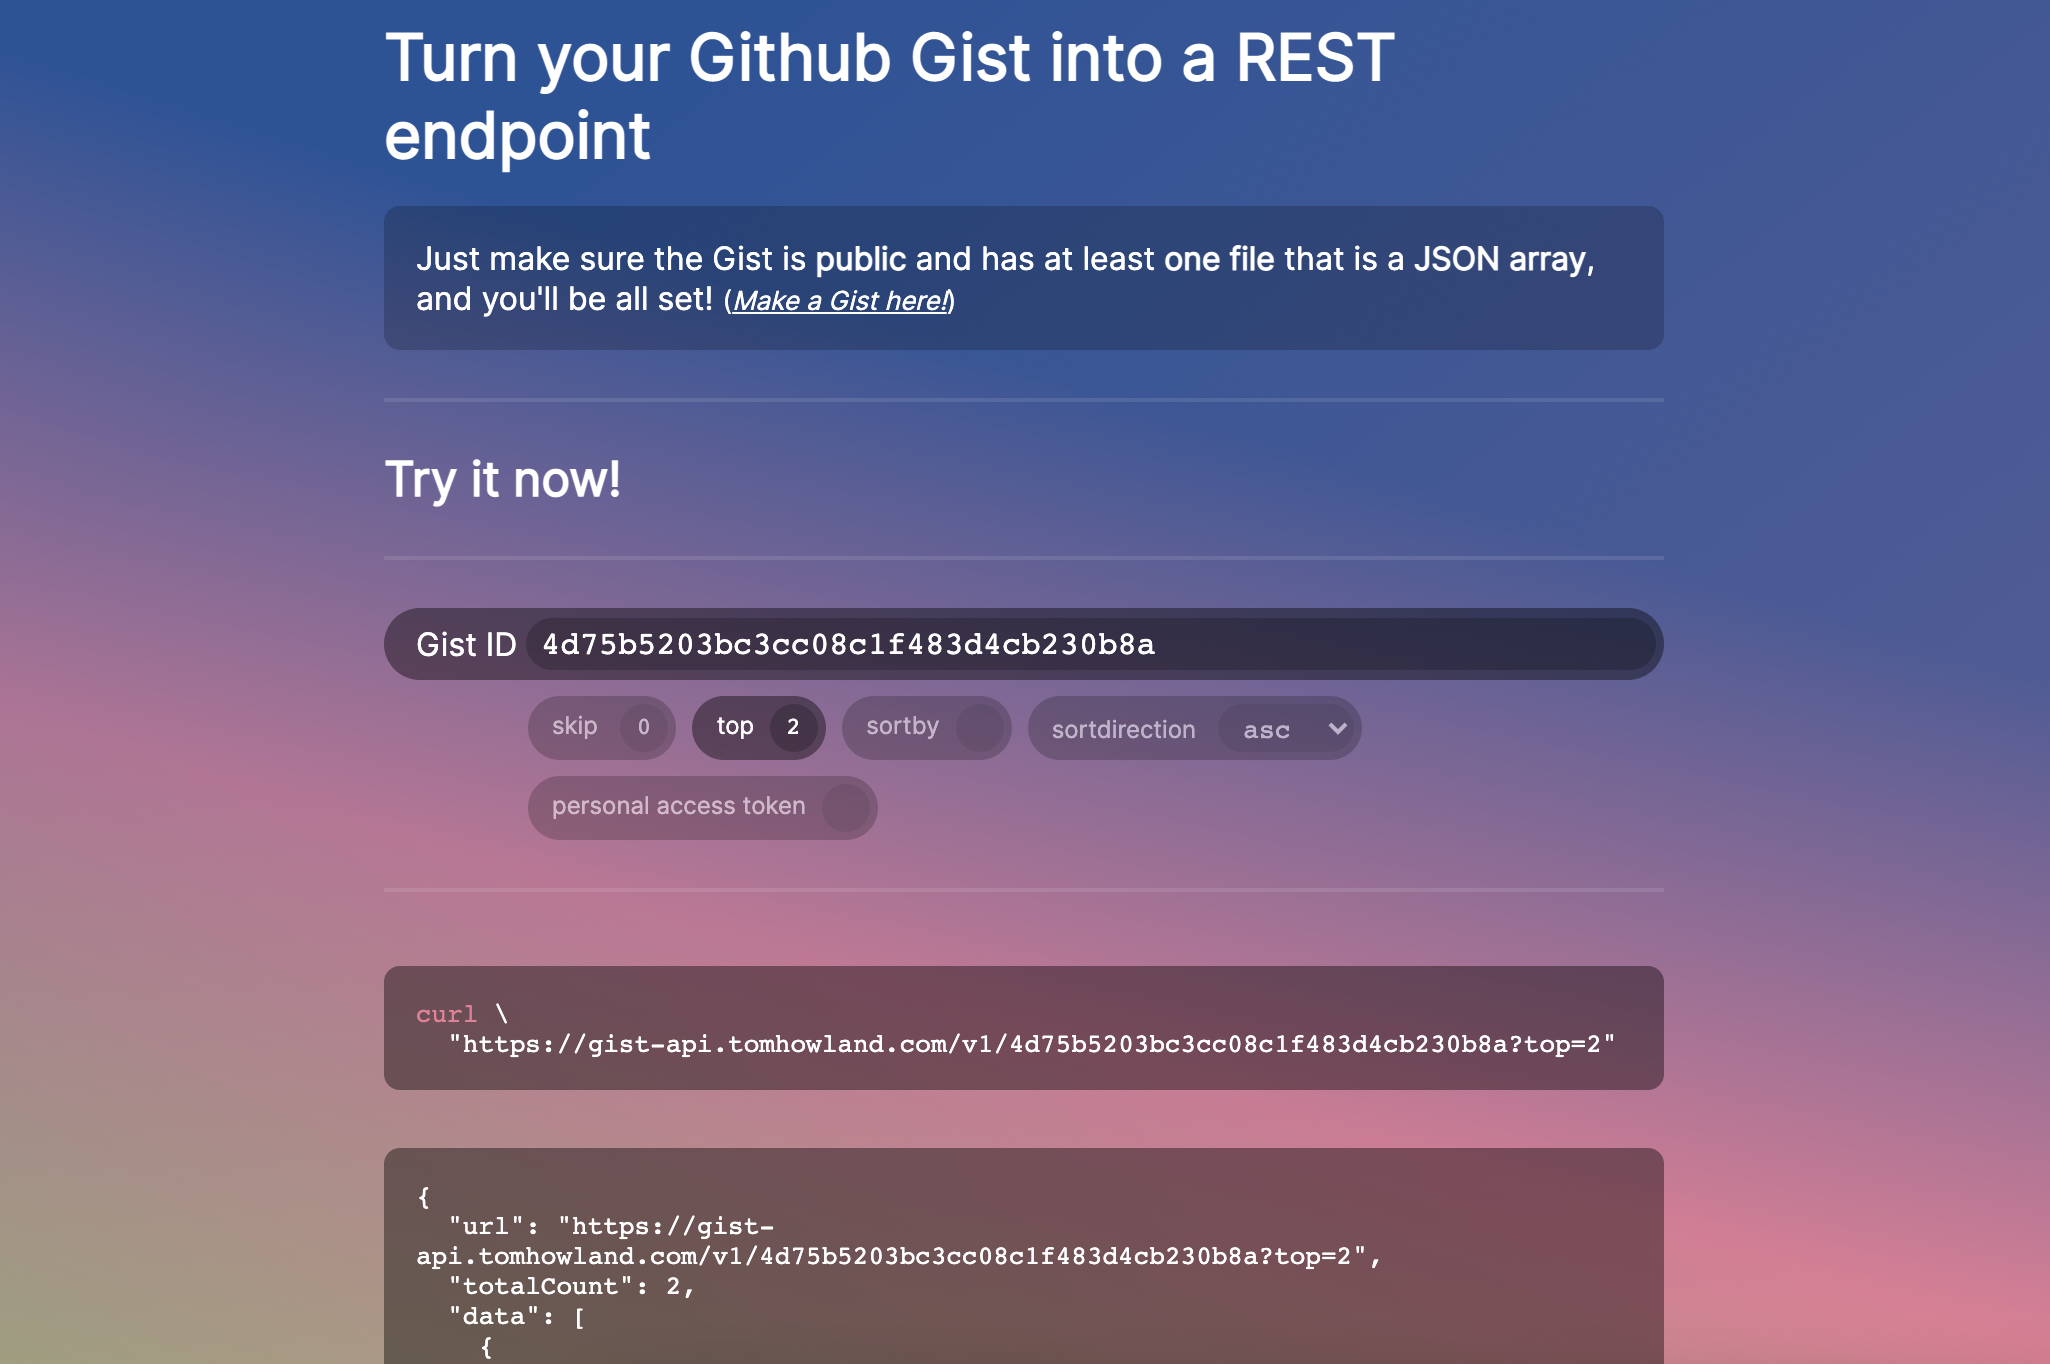 Turn your Github Gist into a REST
endpoint
Just make sure the Gist is public and has at least one file that is a JSON array,
and you'll be all set! (Make a Gist here!)
Try it now!
Gist ID 4d75b5203bc3cc08c1f483d4cb230b8a
skip 0 top 2 sortby sortdirection asc
personal access token
curl \
"https://gist-api.tomhowland.com/v1/4d75b5203bc3cc08c1f483d4cb230b8a?top=2"
{
"url": "https://gist-
api.tomhowland.com/v1/4d75b5203bc3cc08c1f483d4cb230b8a?top=2",
"totalCount": 2,
"data": [
{